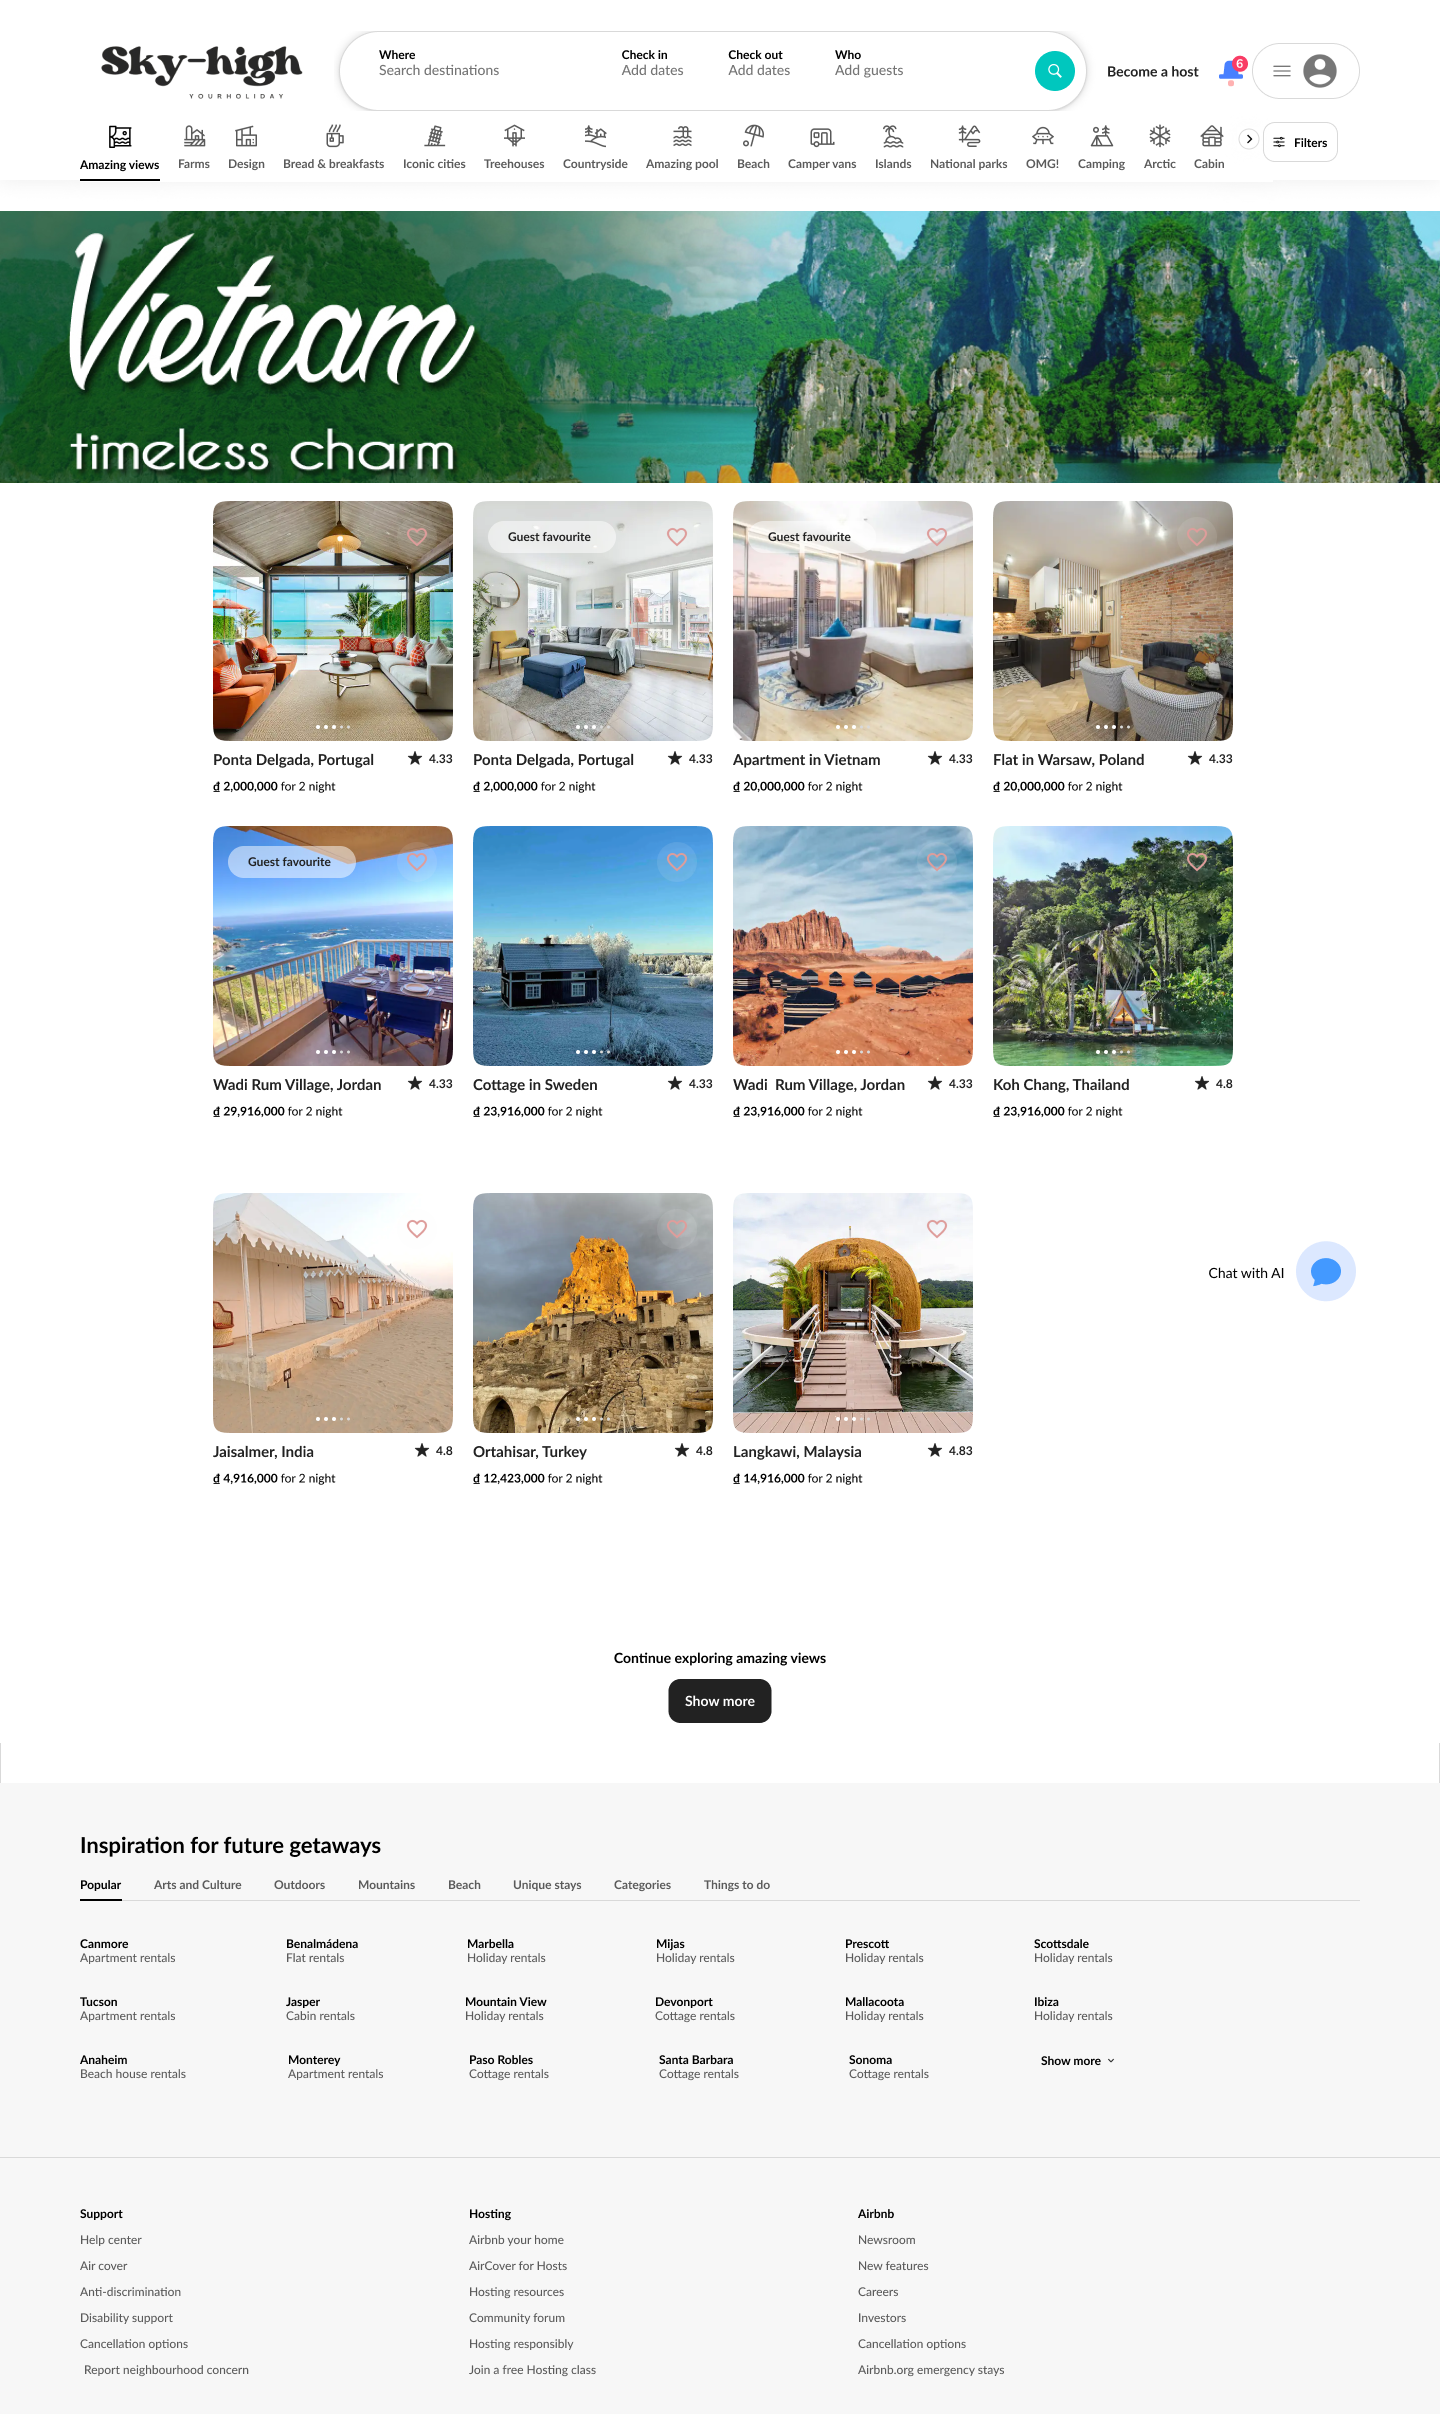 Sky-high
YOURHOLIDAY
Where
Search destinations
Check in
Add dates
Check out
Add dates
Who
Add guests
Become a host
6
Amazing views
Farms
Design
Bread & breakfasts
Iconic cities
Treehouses
Countryside
Amazing pool
Beach
Camper vans
Islands
National parks
OMG!
Camping
Arctic
Cabin
Filters
Vietnam
timeless charm
Guest favourite
Guest favourite
Ponta Delgada, Portugal
4.33
₫ 2,000,000 for 2 night
Ponta Delgada, Portugal
4.33
₫ 2,000,000 for 2 night
Apartment in Vietnam
4.33
₫ 20,000,000 for 2 night
Flat in Warsaw, Poland
4.33
₫ 20,000,000 for 2 night
Guest favourite
Wadi Rum Village, Jordan
4.33
₫ 29,916,000 for 2 night
Cottage in Sweden
4.33
₫ 23,916,000 for 2 night
Wadi  Rum Village, Jordan
4.33
₫ 23,916,000 for 2 night
Koh Chang, Thailand
4.8
₫ 23,916,000 for 2 night
Chat with AI
Jaisalmer, India
4.8
₫ 4,916,000 for 2 night
Ortahisar, Turkey
4.8
₫ 12,423,000 for 2 night
Langkawi, Malaysia
4.83
₫ 14,916,000 for 2 night
Continue exploring amazing views
Show more
Inspiration for future getaways
Popular
Arts and Culture
Outdoors
Mountains
Beach
Unique stays
Categories
Things to do
Canmore
Apartment rentals
Benalmádena
Flat rentals
Marbella
Holiday rentals
Mijas
Holiday rentals
Prescott
Holiday rentals
Scottsdale
Holiday rentals
Tucson
Apartment rentals
Jasper
Cabin rentals
Mountain View
Holiday rentals
Devonport
Cottage rentals
Mallacoota
Holiday rentals
Ibiza
Holiday rentals
Anaheim
Beach house rentals
Monterey
Apartment rentals
Paso Robles
Cottage rentals
Santa Barbara
Cottage rentals
Sonoma
Cottage rentals
Show more
Support
Help center
Air cover
Anti-discrimination
Disability support
Cancellation options
Report neighbourhood concern
Hosting
Airbnb your home
AirCover for Hosts
Hosting resources
Community forum
Hosting responsibly
Join a free Hosting class
Airbnb
Newsroom
New features
Careers
Investors
Cancellation options
Airbnb.org emergency stays